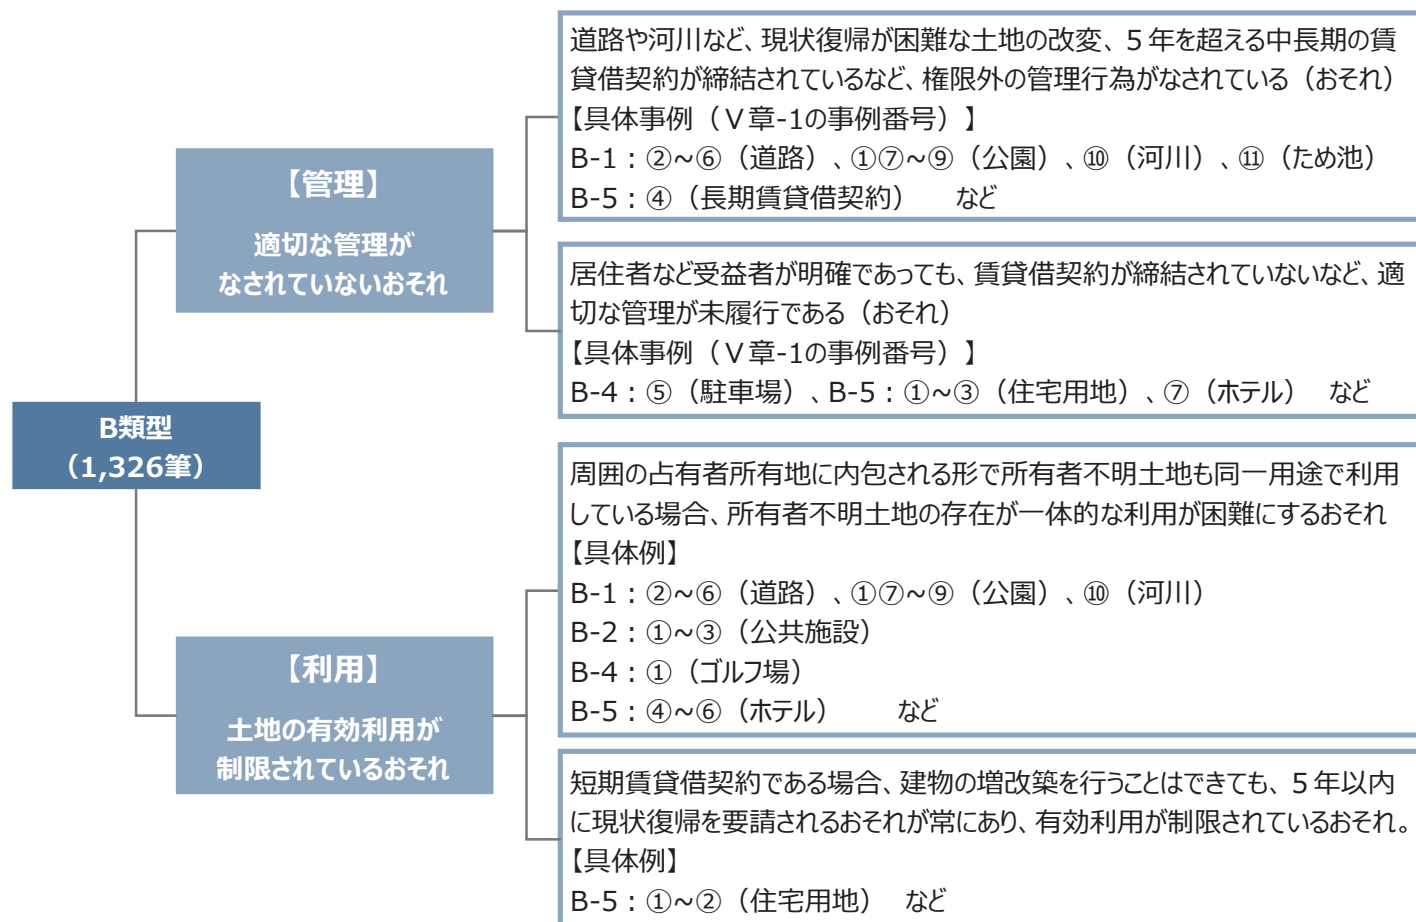 B類型
（1,326筆）
【管理】
適切な管理が
なされていないおそれ
道路や河川など、現状復帰が困難な土地の改変、５年を超える中長期の賃
貸借契約が締結されているなど、権限外の管理行為がなされている（おそれ）
【具体事例（Ⅴ章-1の事例番号）】
B-1：②~⑥（道路）、①⑦~⑨（公園）、⑩（河川）、⑪（ため池）
B-5：④（長期賃貸借契約）　など
居住者など受益者が明確であっても、賃貸借契約が締結されていないなど、適
切な管理が未履行である（おそれ）
【具体事例（Ⅴ章-1の事例番号）】
B-4：⑤（駐車場）、B-5：①~③（住宅用地）、⑦（ホテル）　など
【利用】
土地の有効利用が
制限されているおそれ
周囲の占有者所有地に内包される形で所有者不明土地も同一用途で利用
している場合、所有者不明土地の存在が一体的な利用が困難にするおそれ
【具体例】
B-1：②~⑥（道路）、①⑦~⑨（公園）、⑩（河川）
B-2：①~③（公共施設）
B-4：①（ゴルフ場）
B-5：④~⑥（ホテル）　　など
短期賃貸借契約である場合、建物の増改築を行うことはできても、５年以内
に現状復帰を要請されるおそれが常にあり、有効利用が制限されているおそれ。
【具体例】
B-5：①~②（住宅用地）　など